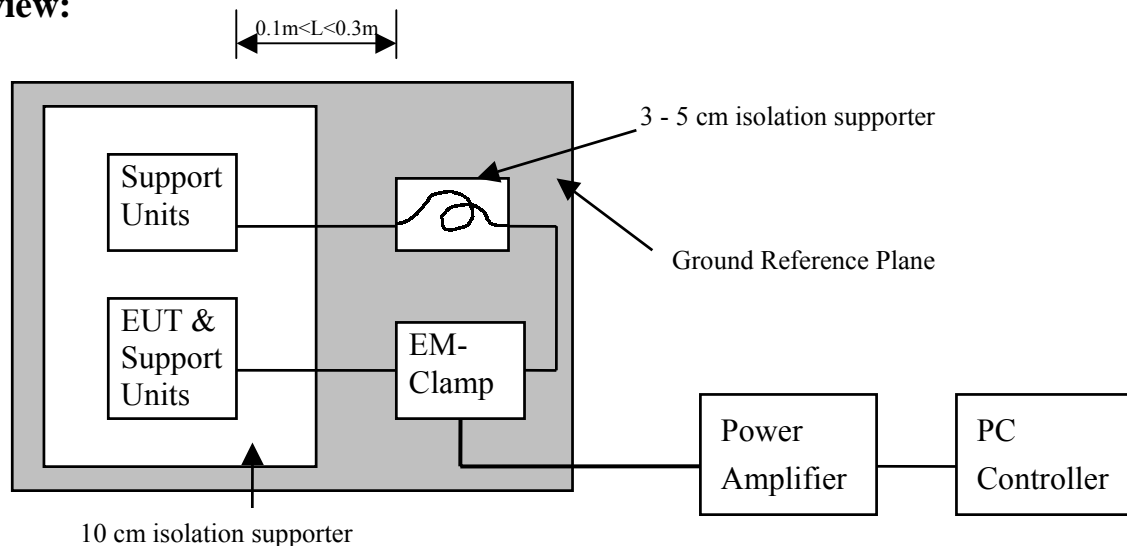 view:
0.1m<L<0.3m
3 - 5 cm isolation supporter
Support
Units
Ground Reference Plane
EUT &
Support
Units
EM-
Clamp
Power
Amplifier
PC
Controller
10 cm isolation supporter